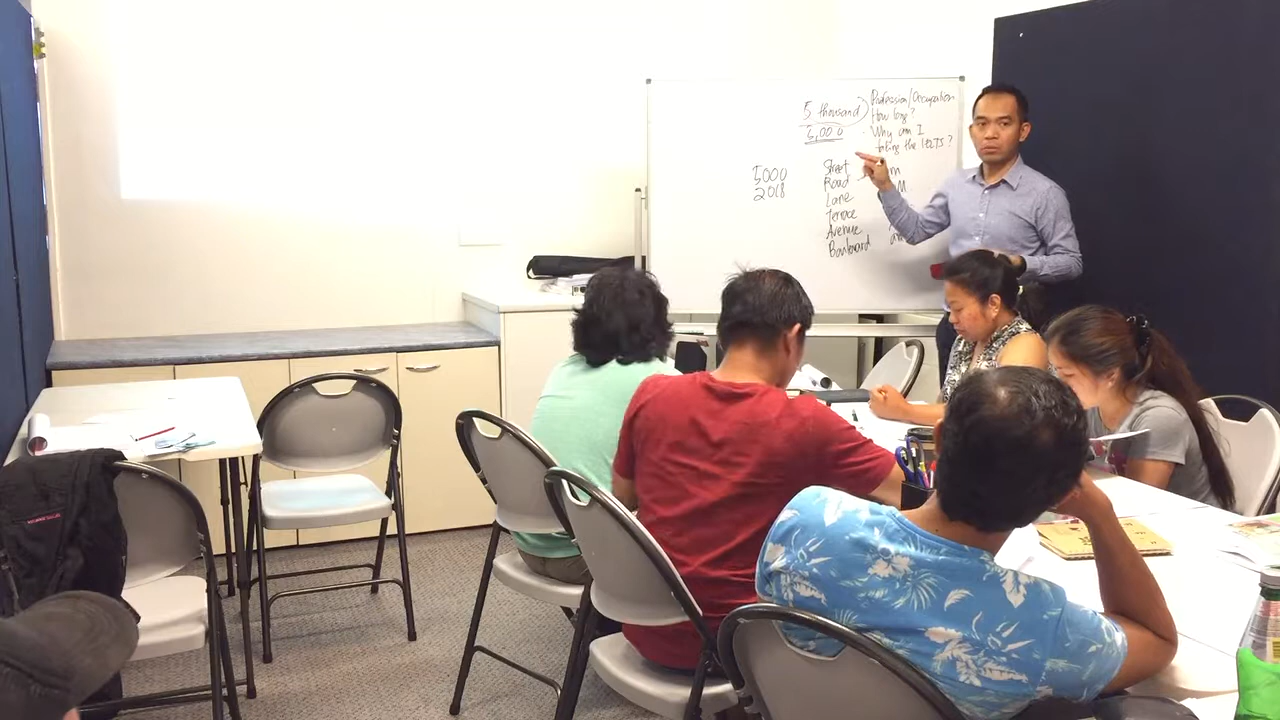 5 thousand
5,000
Profession/Occupation
How long?
Why am I
taking the IELTS?
5000
2018
Street
Road
Lane
Terrace
Avenue
Boulevard